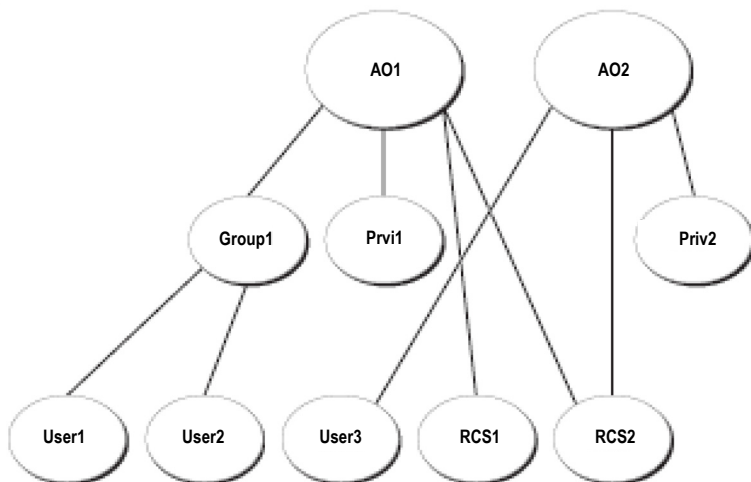 AO1
AO2
Group1
Prvi1
Priv2
User1
User2
User3
RCS1
RCS2